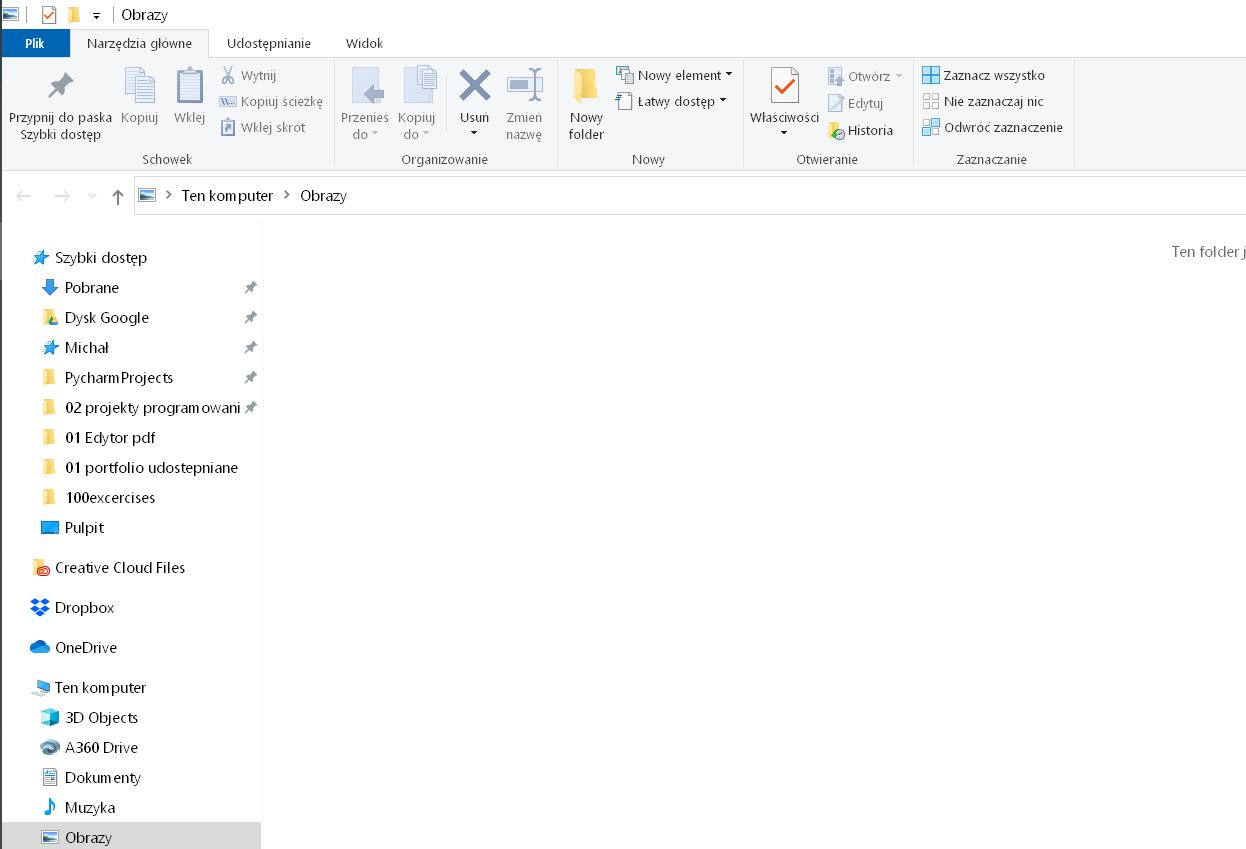 Obrazy
Plik Narzędzia główne Udostępnianie Widok
Przypnij do paska
Szybki dostęp
Kopiuj
Wklej
Wytnij
Kopiuj ścieżkę
Wklej skrót
Schowek
Przenieś
do
Kopiuj
do
Usuń
Zmień
nazwę
Organizowanie
Nowy
folder
Nowy element
Łatwy dostęp
Nowy
Właściwości
Otwórz
Edytuj
Historia
Otwieranie
Zaznacz wszystko
Nie zaznaczaj nic
Odwróć zaznaczenie
Zaznaczanie
Ten komputer > Obrazy
Ten folder j
Szybki dostęp
Pobrane
Dysk Google
Michał
PycharmProjects
02 projekty programowani
01 Edytor pdf
01 portfolio udostepniane
100excercises
Pulpit
Creative Cloud Files
Dropbox
OneDrive
Ten komputer
3D Objects
A360 Drive
Dokumenty
Muzyka
Obrazy